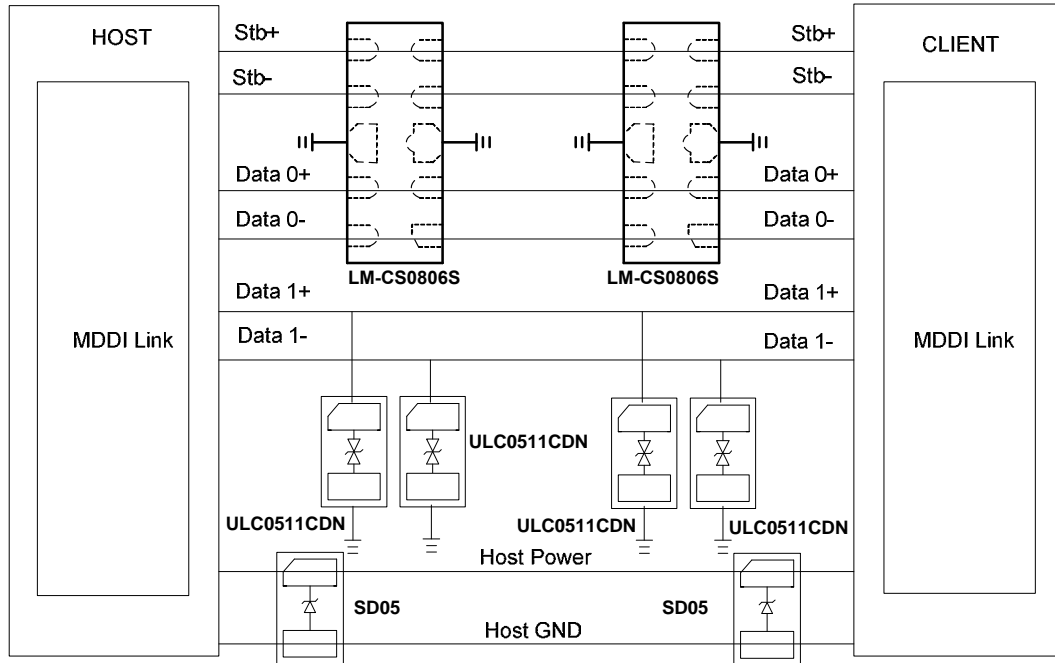 HOST
CLIENT
Stb+
Stb+
Stb-
Stb-
Data 0+
Data 0+
Data 0-
Data 0-
LM-CS0806S
LM-CS0806S
Data 1+
Data 1+
MDDI Link
Data 1-
Data 1-
MDDI Link
ULC0511CDN
ULC0511CDN
ULC0511CDN
ULC0511CDN
Host Power
SD05
SD05
Host GND